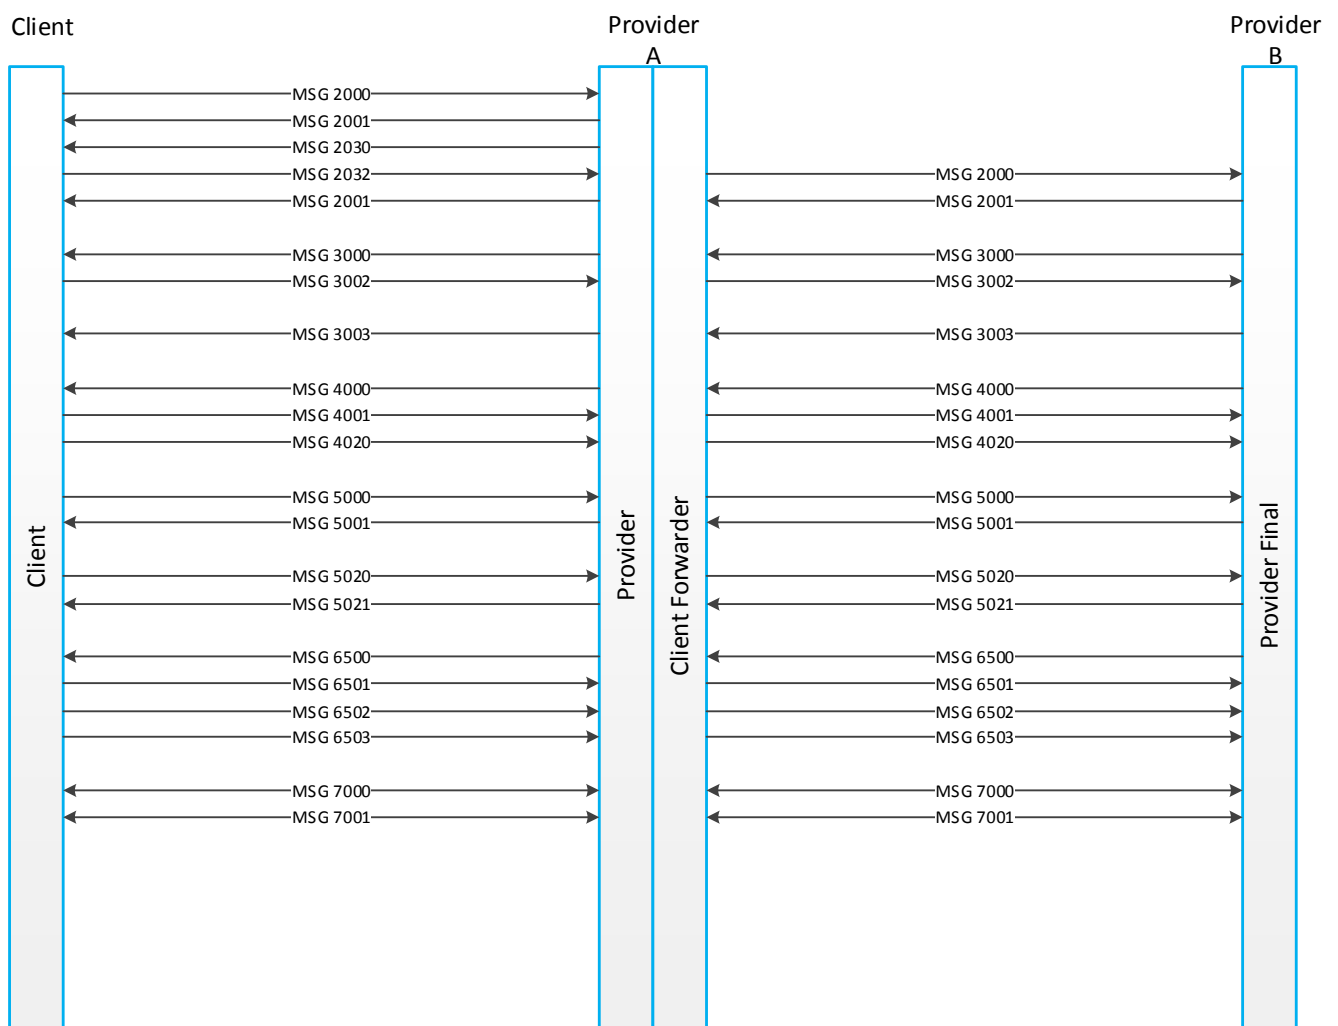 Client
Provider
A
Provider
B
MSG 2000
MSG 2001
MSG 2030
MSG 2032
MSG 2000
MSG 2001
MSG 2001
MSG 3000
MSG 3000
MSG 3002
MSG 3002
MSG 3003
MSG 3003
MSG 4000
MSG 4000
MSG 4001
MSG 4001
MSG 4020
MSG 4020
MSG 5000
MSG 5000
MSG 5001
MSG 5001
MSG 5020
MSG 5020
MSG 5021
MSG 5021
MSG 6500
MSG 6500
MSG 6501
MSG 6501
MSG 6502
MSG 6502
MSG 6503
MSG 6503
MSG 7000
MSG 7000
MSG 7001
MSG 7001
Client
Provider
Client Forwarder
Provider Final